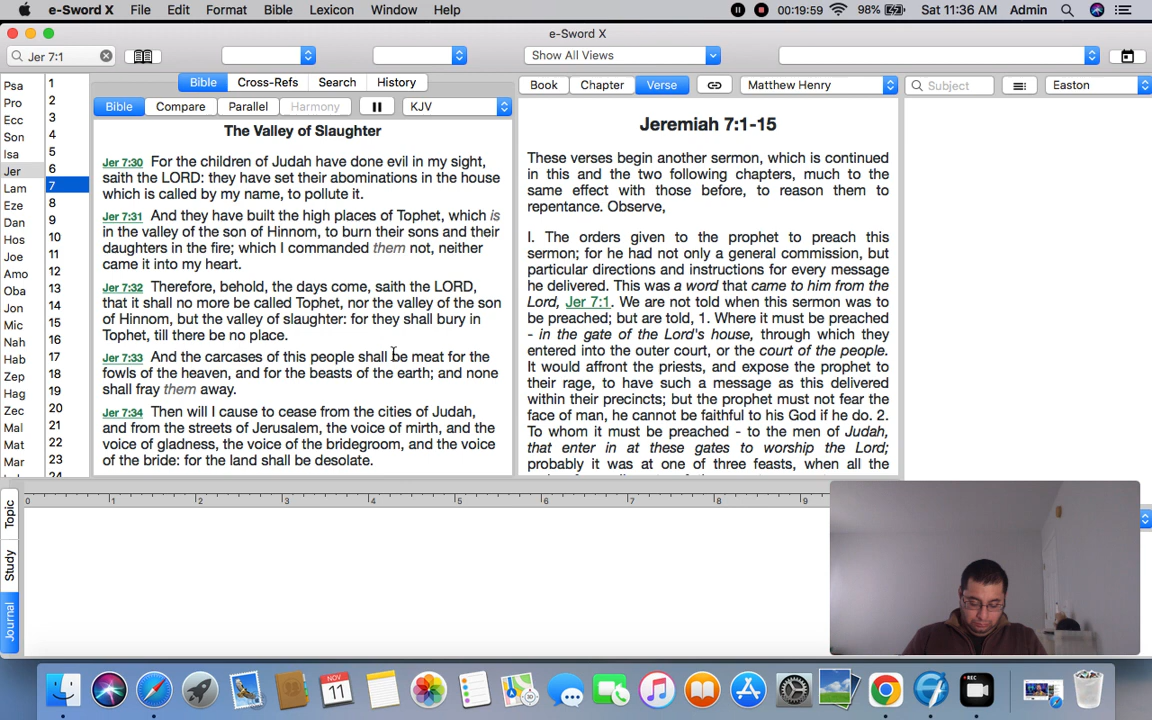 e-Sword X File Edit Format Bible Lexicon Window Help 00:19:59 98% Sat 11:36 AM Admin
e-Sword X
Jer 7:1 Show All Views
Bible Cross-Refs Search History
Book Chapter Verse Matthew Henry Subject Easton
Bible Compare Parallel Harmony KJV
Psa
Pro
Ecc
Son
Isa
Jer
Lam
Eze
Dan
Hos
Joe
Amo
Oba
Jon
Mic
Nah
Hab
Zep
Hag
Zec
Mal
Mat
Mar
1
2
3
4
5
6
7
8
9
10
11
12
13
14
15
16
17
18
19
20
21
22
23
24
The Valley of Slaughter
Jer 7:30 For the children of Judah have done evil in my sight,
saith the LORD: they have set their abominations in the house
which is called by my name, to pollute it.
Jer 7:31 And they have built the high places of Tophet, which is
in the valley of the son of Hinnom, to burn their sons and their
daughters in the fire; which I commanded them not, neither
came it into my heart.
Jer 7:32 Therefore, behold, the days come, saith the LORD,
that it shall no more be called Tophet, nor the valley of the son
of Hinnom, but the valley of slaughter: for they shall bury in
Tophet, till there be no place.
Jer 7:33 And the carcases of this people shall be meat for the
fowls of the heaven, and for the beasts of the earth; and none
shall fray them away.
Jer 7:34 Then will I cause to cease from the cities of Judah,
and from the streets of Jerusalem, the voice of mirth, and the
voice of gladness, the voice of the bridegroom, and the voice
of the bride: for the land shall be desolate.
Jeremiah 7:1-15
These verses begin another sermon, which is continued
in this and the two following chapters, much to the
same effect with those before, to reason them to
repentance. Observe,
I. The orders given to the prophet to preach this
sermon; for he had not only a general commission, but
particular directions and instructions for every message
he delivered. This was a word that came to him from the
Lord, Jer 7:1. We are not told when this sermon was to
be preached; but are told, 1. Where it must be preached
- in the gate of the Lord's house, through which they
entered into the outer court, or the court of the people.
It would affront the priests, and expose the prophet to
their rage, to have such a message as this delivered
within their precincts; but the prophet must not fear the
face of man, he cannot be faithful to his God if he do. 2.
To whom it must be preached - to the men of Judah,
that enter in at these gates to worship the Lord;
probably it was at one of three feasts, when all the
0 1 2 3 4 5 6 7 8 9
Topic
Study
Journal
NOV
11
REC